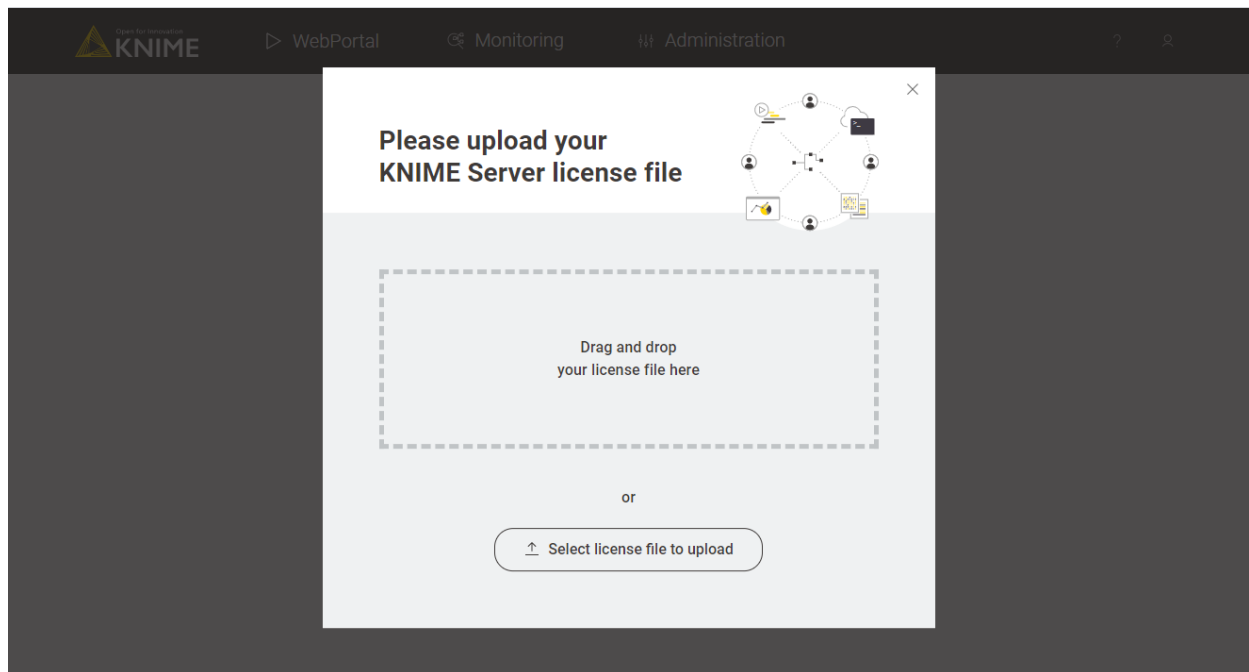 Open for Innovation
KNIME
WebPortal
Monitoring
Administration
?
Please upload your
KNIME Server license file
Drag and drop
your license file here
or
Select license file to upload